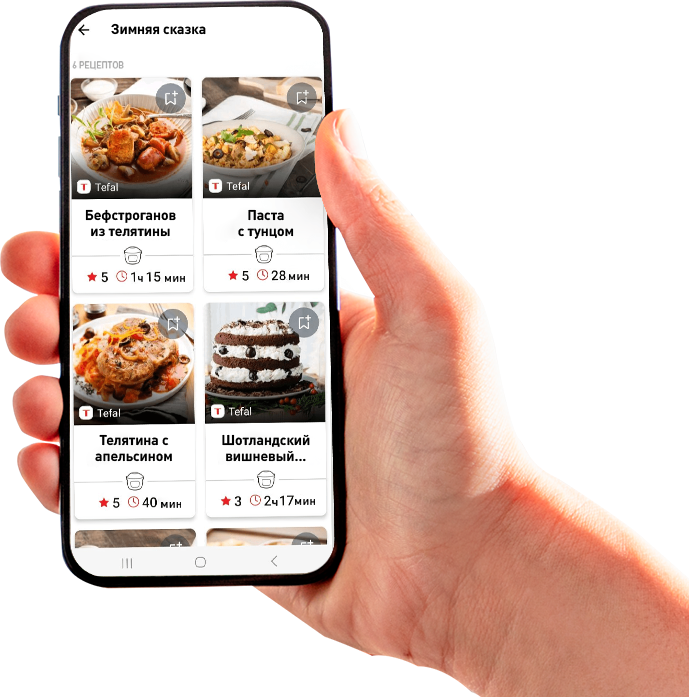 Зимняя сказка
6 РЕЦЕПТОВ
T Tefal
T Tefal
Бефстроганов
из телятины
Паста
с тунцом
5 1ч 15 мин
5 28 мин
T Tefal
T Tefal
Телятина с
апельсином
Шотландский
вишневый...
5 40 мин
3 2ч17мин